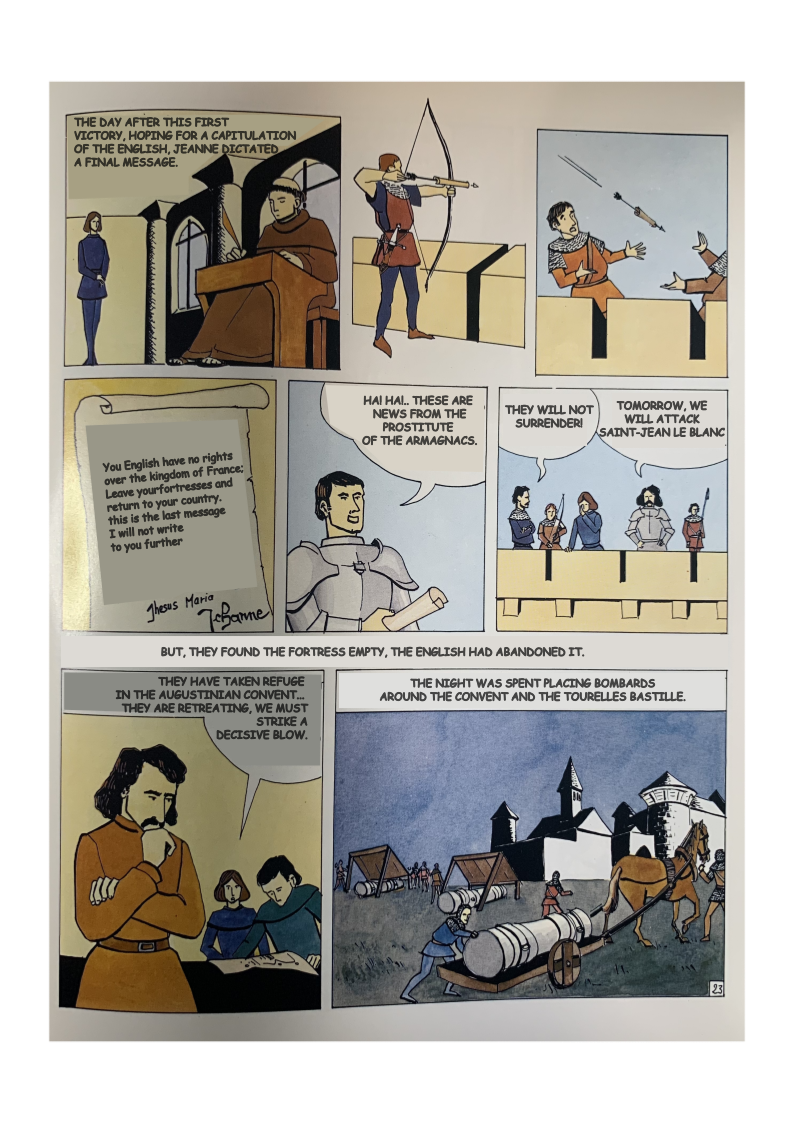 THE DAY AFTER THIS FIRST
VICTORY, HOPING FOR A CAPITULATION
OF THE ENGLISH, JEANNE DICTATED
A FINAL MESSAGE.
You English have no rights
over the kingdom of France;
Leave yourfortresses and
return to your country.
this is the last message
I will not write
to you further
Jhesus Maria
Jehanne
HA! HA!.. THESE ARE
NEWS FROM THE
PROSTITUTE
OF THE ARMAGNACS.
THEY WILL NOT
SURRENDER!
TOMORROW, WE
WILL ATTACK
SAINT-JEAN LE BLANC
BUT, THEY FOUND THE FORTRESS EMPTY, THE ENGLISH HAD ABANDONED IT.
THEY HAVE TAKEN REFUGE
IN THE AUGUSTINIAN CONVENT...
THEY ARE RETREATING, WE MUST
STRIKE A
DECISIVE BLOW.
THE NIGHT WAS SPENT PLACING BOMBARDS
AROUND THE CONVENT AND THE TOURELLES BASTILLE.
23